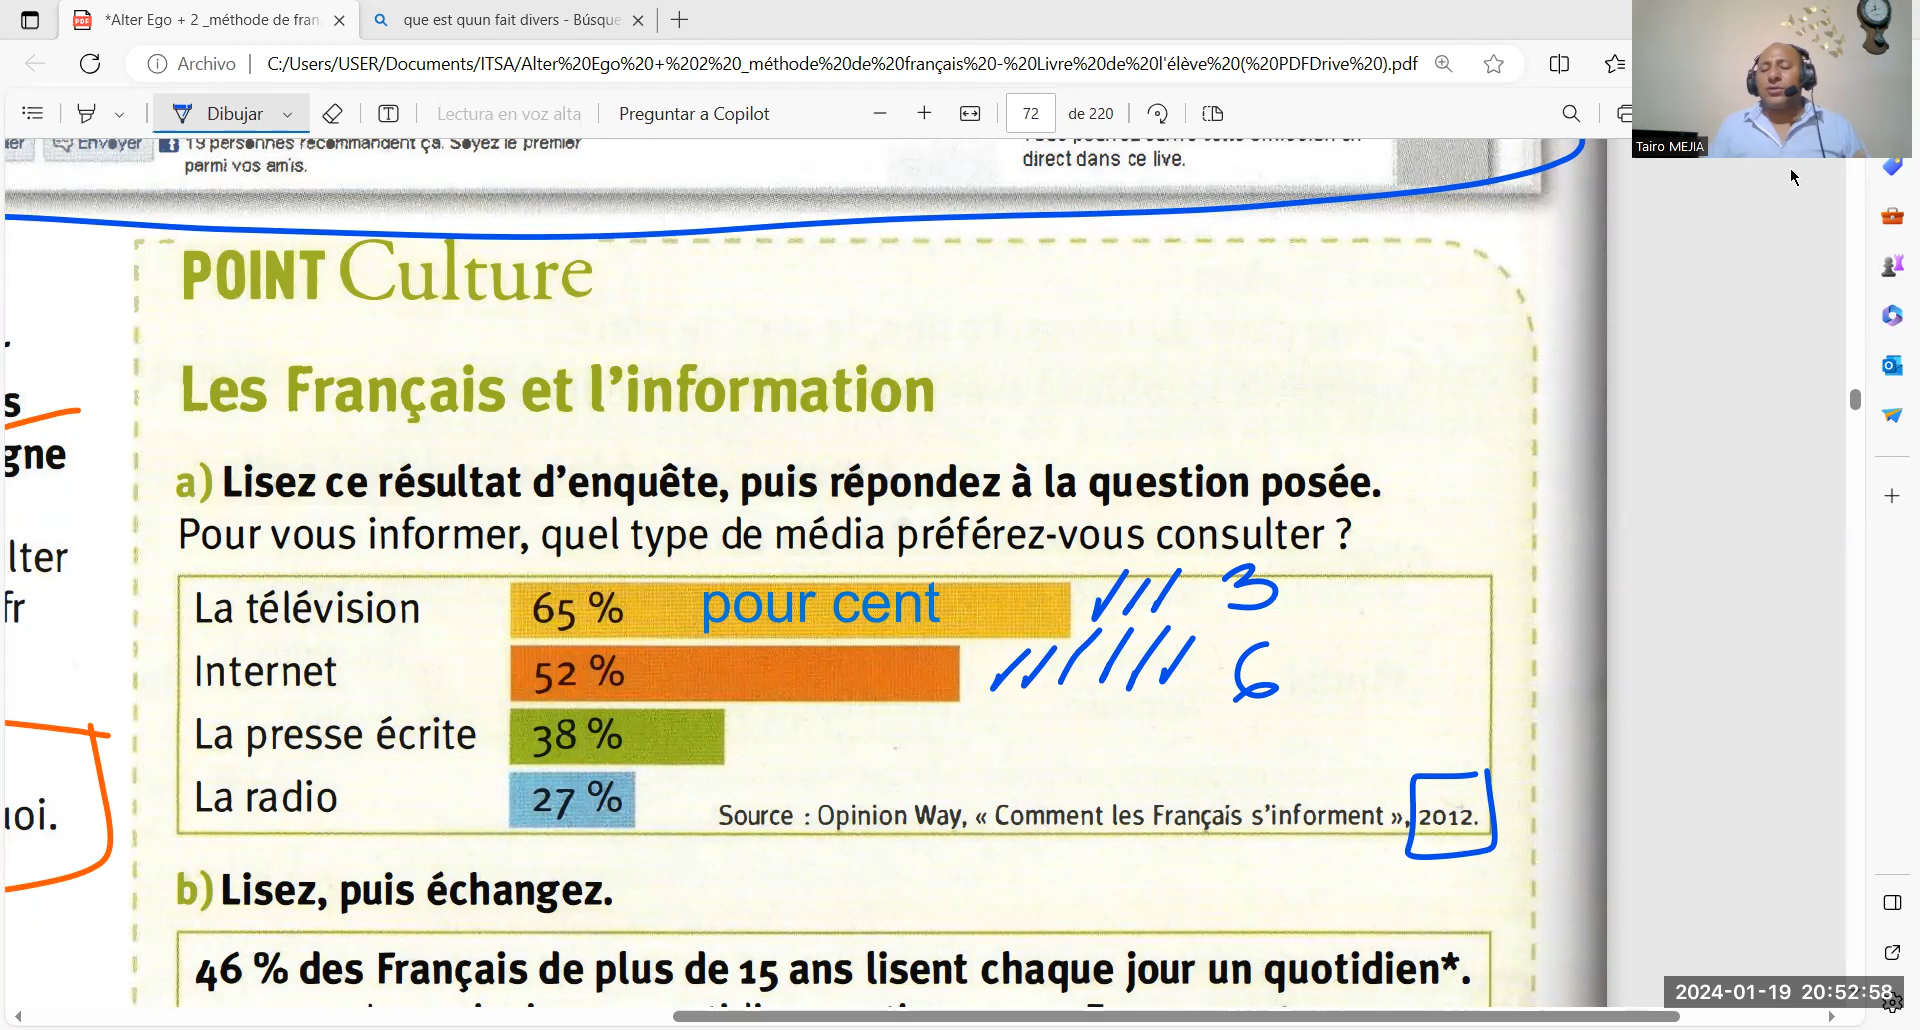 *Alter Ego + 2 _méthode de fran
que est quun fait divers - Búsque
Archivo
C:/Users/USER/Documents/ITSA/Alter%20Ego%20+%202%20_méthode%20de%20français%20-%20Livre%20de%20l'élève%20(%20PDFDrive%20).pdf
Dibujar
Lectura en voz alta
Preguntar a Copilot
72 de 220
Tairo MEJIA
Envoyer
19 personnes recommandent ça. Soyez le premier
parmi vos amis.
direct dans ce live.
POINT Culture
Les Français et l'information
s
gne
a) Lisez ce résultat d'enquête, puis répondez à la question posée.
Pour vous informer, quel type de média préférez-vous consulter ?
lter
fr
La télévision 65 % pour cent 3
Internet 52 % 6
La presse écrite 38 %
La radio 27 %
uoi.
Source : Opinion Way, « Comment les Français s'informent », 2012.
b) Lisez, puis échangez.
46 % des Français de plus de 15 ans lisent chaque jour un quotidien*.
2024-01-19 20:52:58